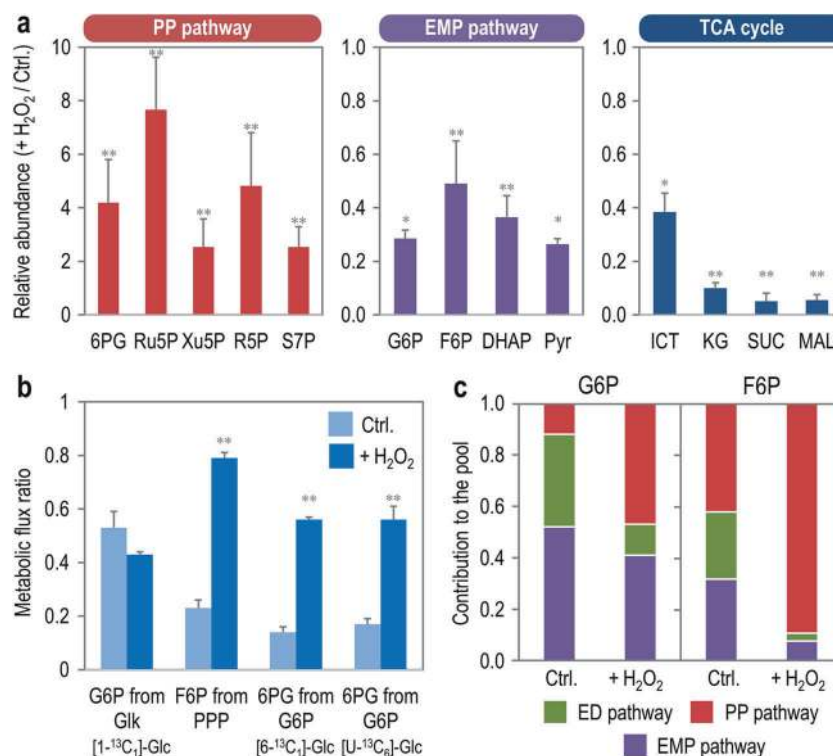 a
PP pathway
EMP pathway
TCA cycle
Relative abundance (+ H₂O₂ / Ctrl.)
10
8
6
4
2
0
**
**
**
**
**
6PG Ru5P Xu5P R5P S7P
1.0
0.8
0.6
0.4
0.2
0.0
*
**
**
*
G6P F6P DHAP Pyr
1.0
0.8
0.6
0.4
0.2
0.0
*
**
**
**
ICT KG SUC MAL
b
Metabolic flux ratio
1
0.8
0.6
0.4
0.2
0
Ctrl.
+ H₂O₂
**
**
**
G6P from F6P from 6PG from 6PG from
Glk PPP G6P G6P
[1-¹³C₁]-Glc [6-¹³C₁]-Glc [U-¹³C₆]-Glc
c
G6P F6P
Contribution to the pool
1.0
0.8
0.6
0.4
0.2
0.0
Ctrl. + H₂O₂ Ctrl. + H₂O₂
ED pathway PP pathway
EMP pathway